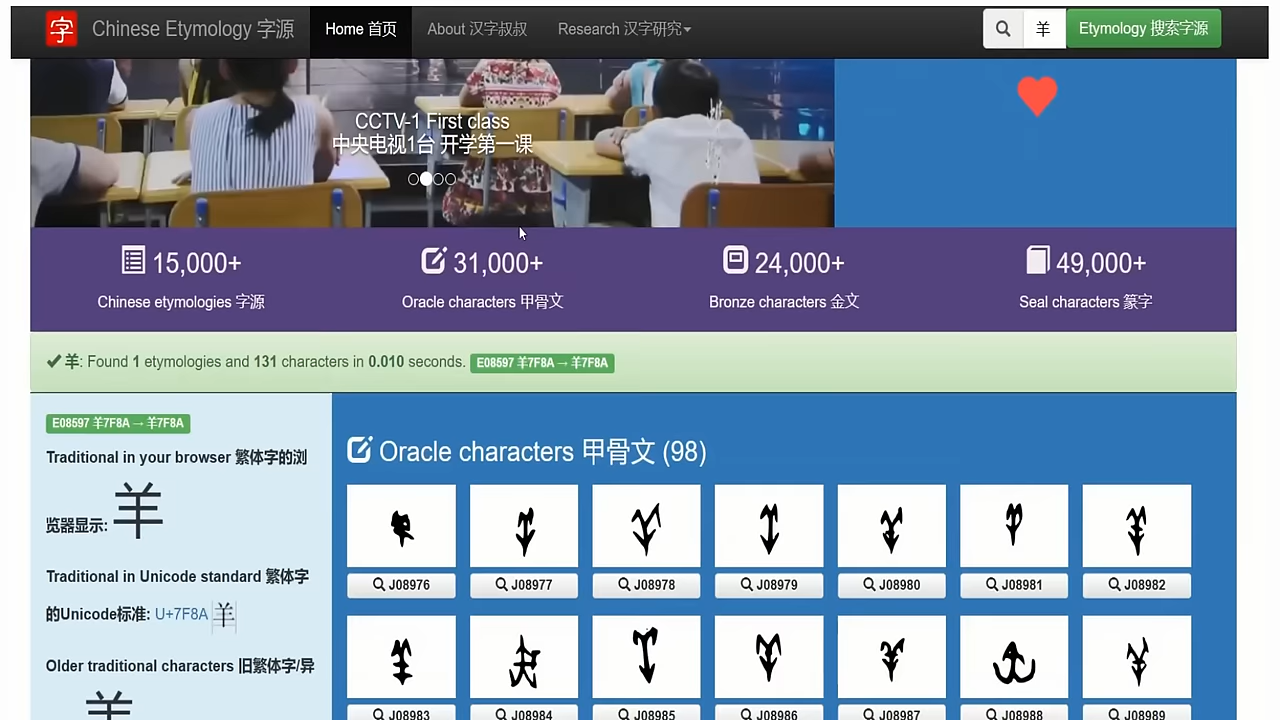 字 Chinese Etymology 字源 Home 首页 About 汉字叔叔 Research 汉字研究 羊 Etymology 搜索字源
CCTV-1 First class
中央电视1台 开学第一课
15,000+ 31,000+ 24,000+ 49,000+
Chinese etymologies 字源 Oracle characters 甲骨文 Bronze characters 金文 Seal characters 篆字
羊: Found 1 etymologies and 131 characters in 0.010 seconds. E08597 羊7F8A → 羊7F8A
E08597 羊7F8A → 羊7F8A
Traditional in your browser 繁体字的浏
览器显示: 羊
Traditional in Unicode standard 繁体字
的Unicode标准: U+7F8A 羊
Older traditional characters 旧繁体字/异
羊
Oracle characters 甲骨文 (98)
J08976 J08977 J08978 J08979 J08980 J08981 J08982
J08983 J08984 J08985 J08986 J08987 J08988 J08989